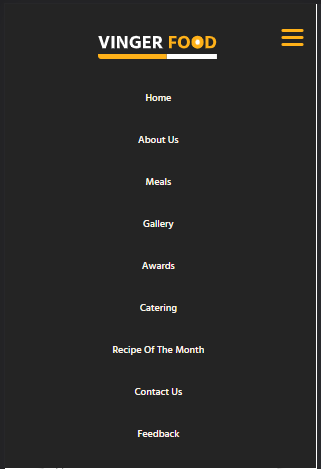 VINGER FOOD
Home
About Us
Meals
Gallery
Awards
Catering
Recipe Of The Month
Contact Us
Feedback